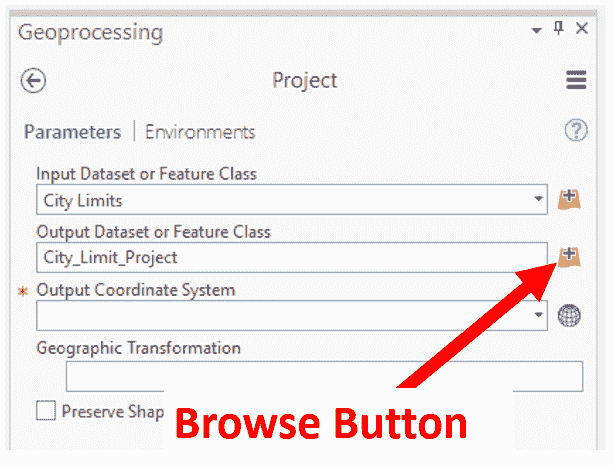 Geoprocessing
Project
Parameters | Environments
Input Dataset or Feature Class
City Limits
Output Dataset or Feature Class
City_Limit_Project
* Output Coordinate System
Geographic Transformation
Preserve Shap
Browse Button